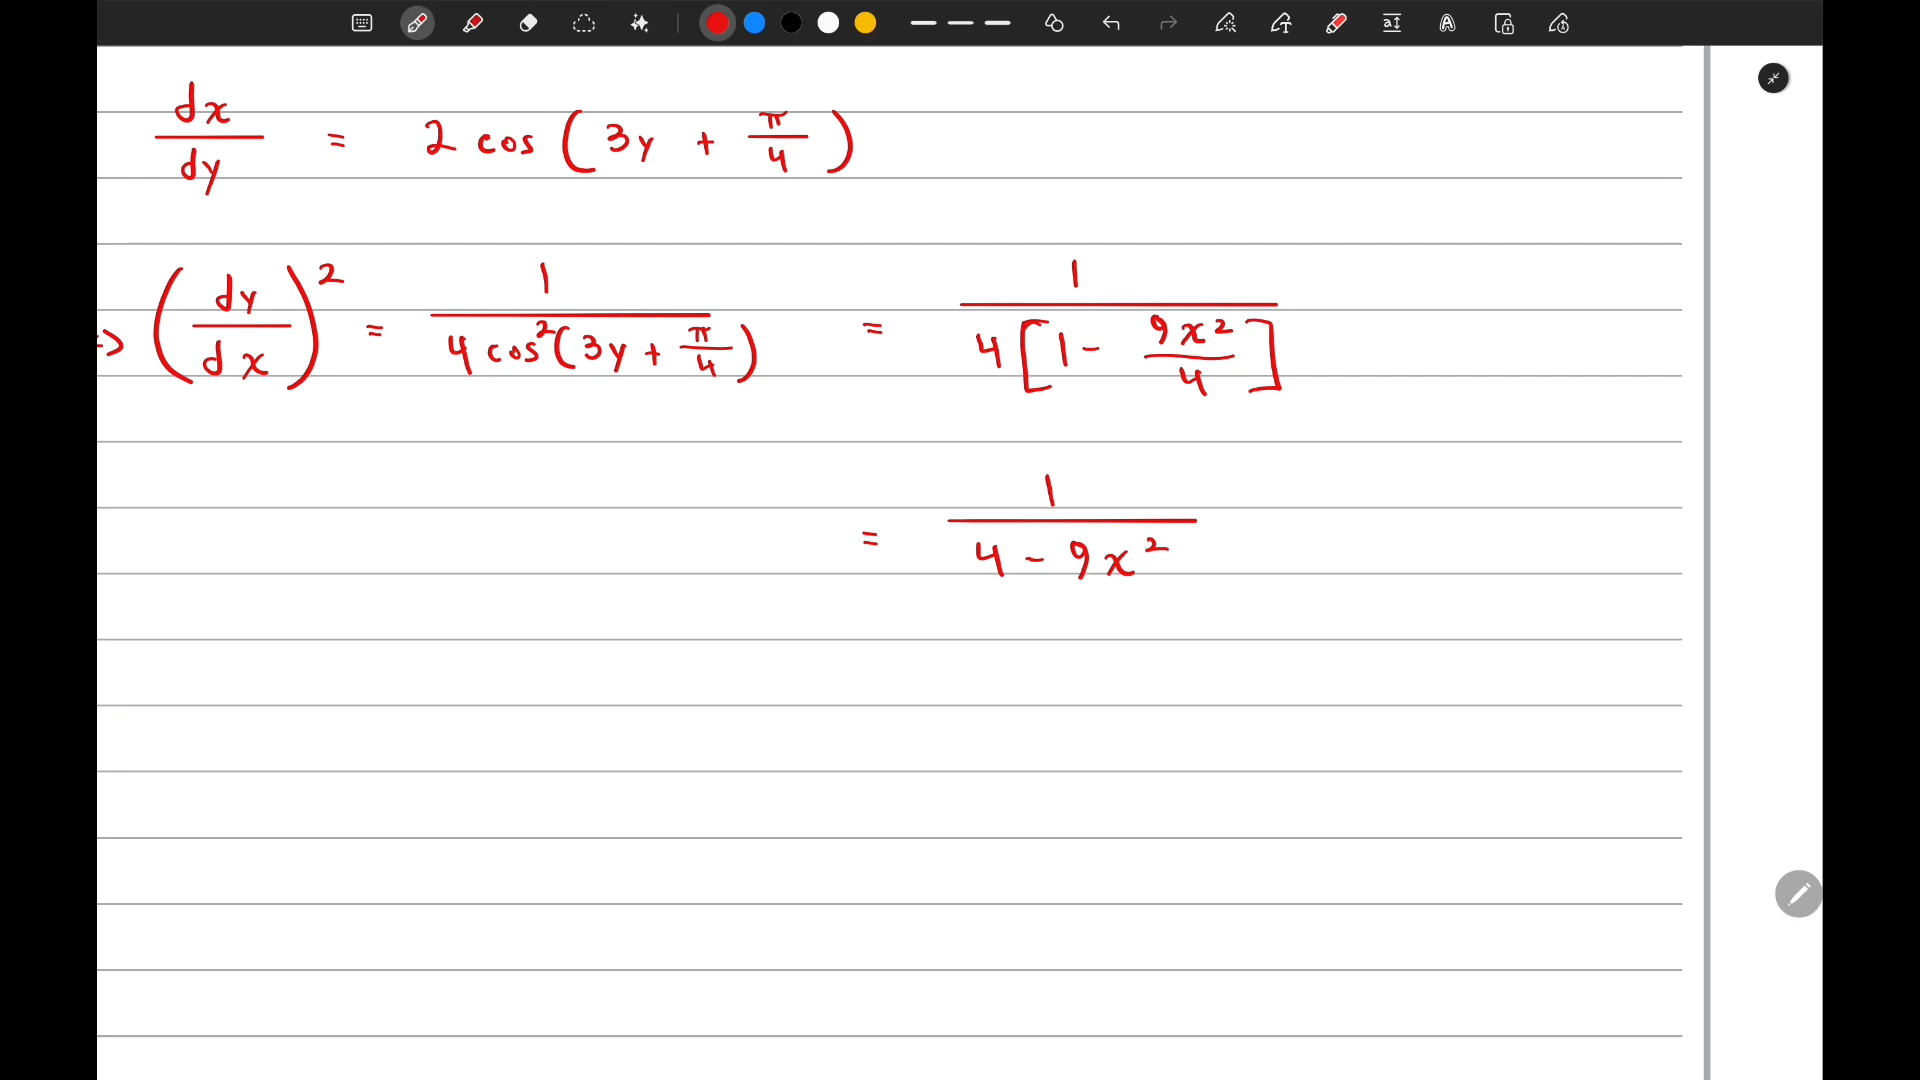 dx/dy = 2 cos (3y + π/4)
=> (dy/dx)² = 1/(4 cos²(3y + π/4)) = 1/(4[1 - 9x²/4])
= 1/(4 - 9x²)